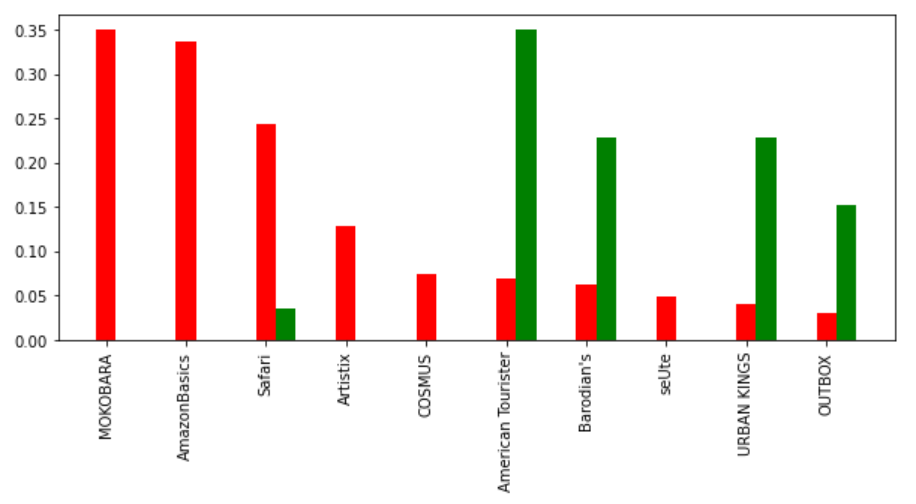 0.35
0.30
0.25
0.20
0.15
0.10
0.05
0.00
MOKOBARA
AmazonBasics
Safari
Artistix
COSMUS
American Tourister
Barodian's
seUte
URBAN KINGS
OUTBOX